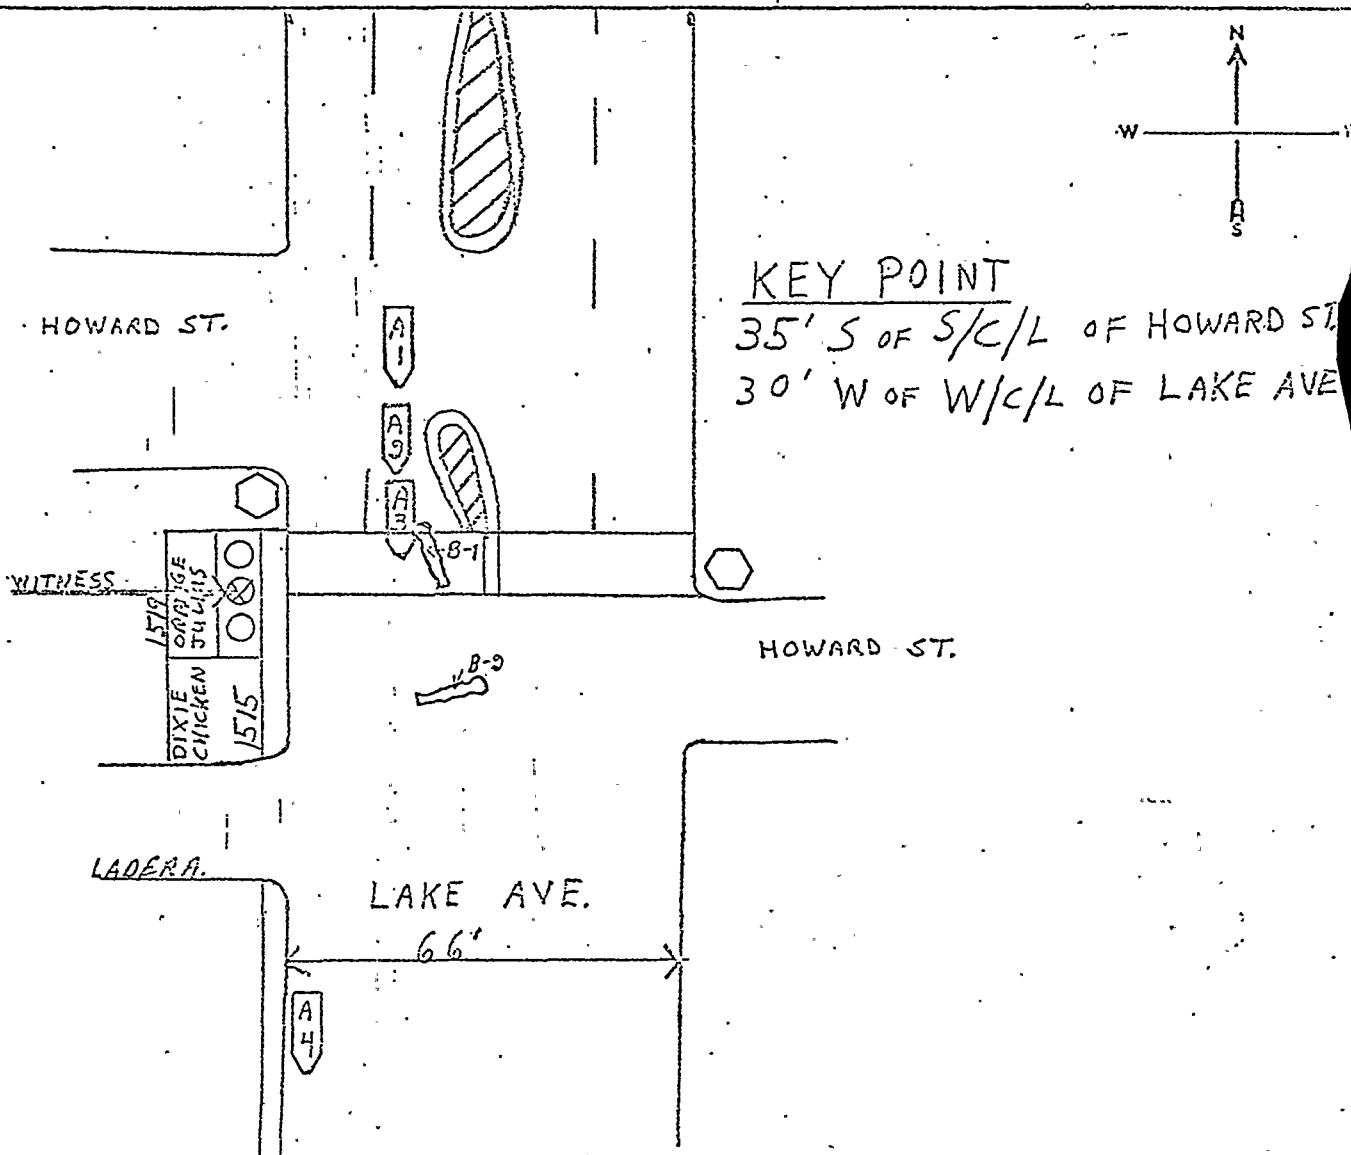 N
W
S
KEY POINT
35' S OF S/C/L OF HOWARD ST.
30' W OF W/C/L OF LAKE AVE
HOWARD ST.
A
1
A
2
A
3
B-1
WITNESS
1519
ORANGE
JULIUS
HOWARD ST.
B-2
DIXIE
CHICKEN
1515
LADERA.
LAKE AVE.
66'
A
4